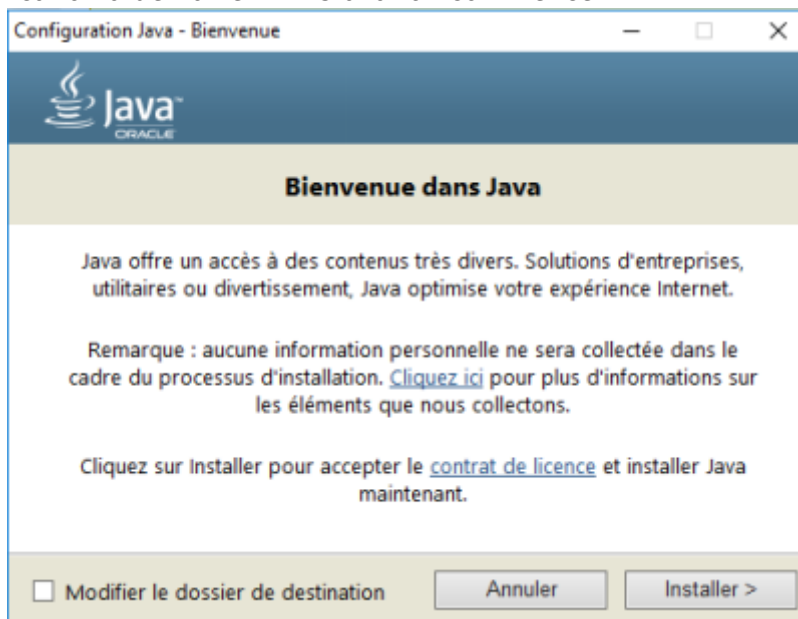 Configuration Java - Bienvenue
Java
ORACLE
Bienvenue dans Java
Java offre un accès à des contenus très divers. Solutions d'entreprises,
utilitaires ou divertissement, Java optimise votre expérience Internet.
Remarque : aucune information personnelle ne sera collectée dans le
cadre du processus d'installation. Cliquez ici pour plus d'informations sur
les éléments que nous collectons.
Cliquez sur Installer pour accepter le contrat de licence et installer Java
maintenant.
Modifier le dossier de destination
Annuler
Installer >